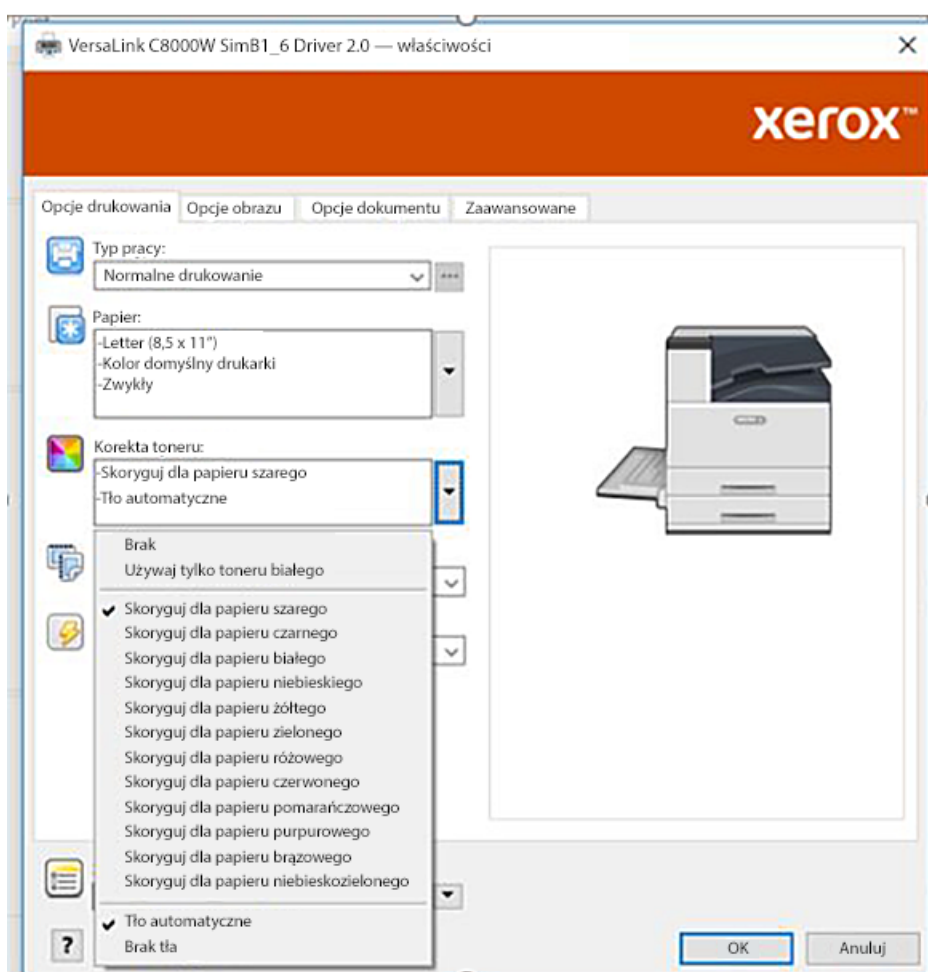 VersaLink C8000W SimB1_6 Driver 2.0 — właściwości
xerox™
Opcje drukowania Opcje obrazu Opcje dokumentu Zaawansowane
Typ pracy:
Normalne drukowanie
Papier:
-Letter (8,5 x 11")
-Kolor domyślny drukarki
-Zwykły
Korekta toneru:
-Skoryguj dla papieru szarego
-Tło automatyczne
Brak
Używaj tylko toneru białego
Skoryguj dla papieru szarego
Skoryguj dla papieru czarnego
Skoryguj dla papieru białego
Skoryguj dla papieru niebieskiego
Skoryguj dla papieru żółtego
Skoryguj dla papieru zielonego
Skoryguj dla papieru różowego
Skoryguj dla papieru czerwonego
Skoryguj dla papieru pomarańczowego
Skoryguj dla papieru purpurowego
Skoryguj dla papieru brązowego
Skoryguj dla papieru niebieskozielonego
Tło automatyczne
Brak tła
?
OK Anuluj